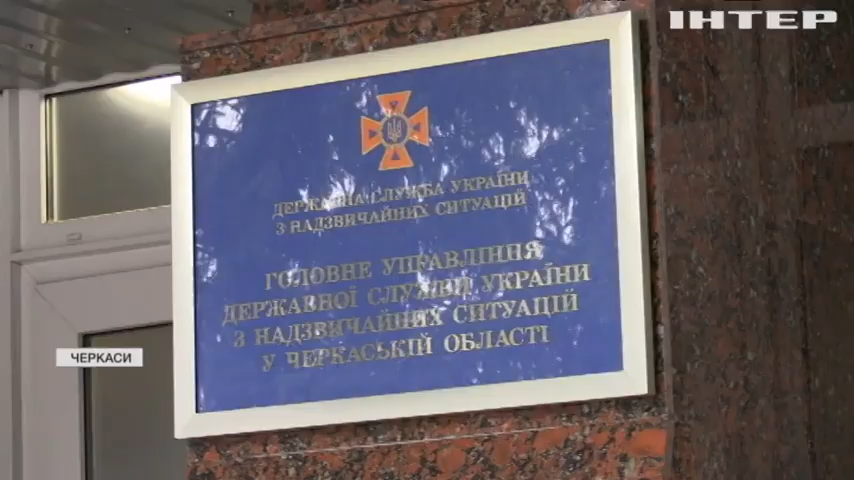 ІНТЕР
ДЕРЖАВНА СЛУЖБА УКРАЇНИ
З НАДЗВИЧАЙНИХ СИТУАЦІЙ
ГОЛОВНЕ УПРАВЛІННЯ
ДЕРЖАВНОЇ СЛУЖБИ УКРАЇНИ
З НАДЗВИЧАЙНИХ СИТУАЦІЙ
У ЧЕРКАСЬКІЙ ОБЛАСТІ
ЧЕРКАСИ